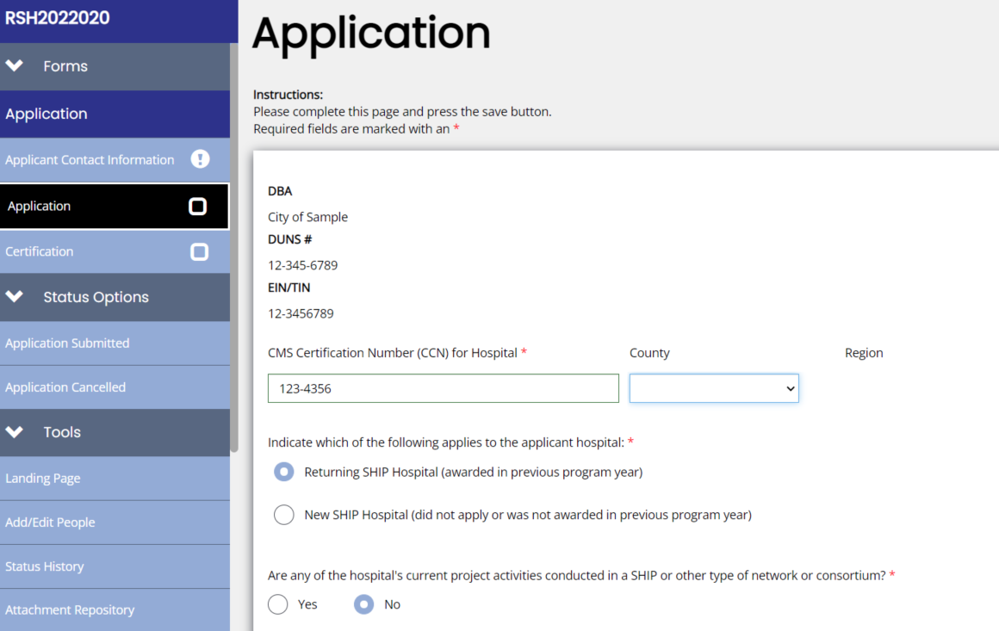 RSH2022020
Forms
Application
Applicant Contact Information
Application
Certification
Status Options
Application Submitted
Application Cancelled
Tools
Landing Page
Add/Edit People
Status History
Attachment Repository
Application
Instructions:
Please complete this page and press the save button.
Required fields are marked with an *
DBA
City of Sample
DUNS #
12-345-6789
EIN/TIN
12-3456789
CMS Certification Number (CCN) for Hospital * County Region
123-4356
Indicate which of the following applies to the applicant hospital: *
Returning SHIP Hospital (awarded in previous program year)
New SHIP Hospital (did not apply or was not awarded in previous program year)
Are any of the hospital's current project activities conducted in a SHIP or other type of network or consortium? *
Yes No